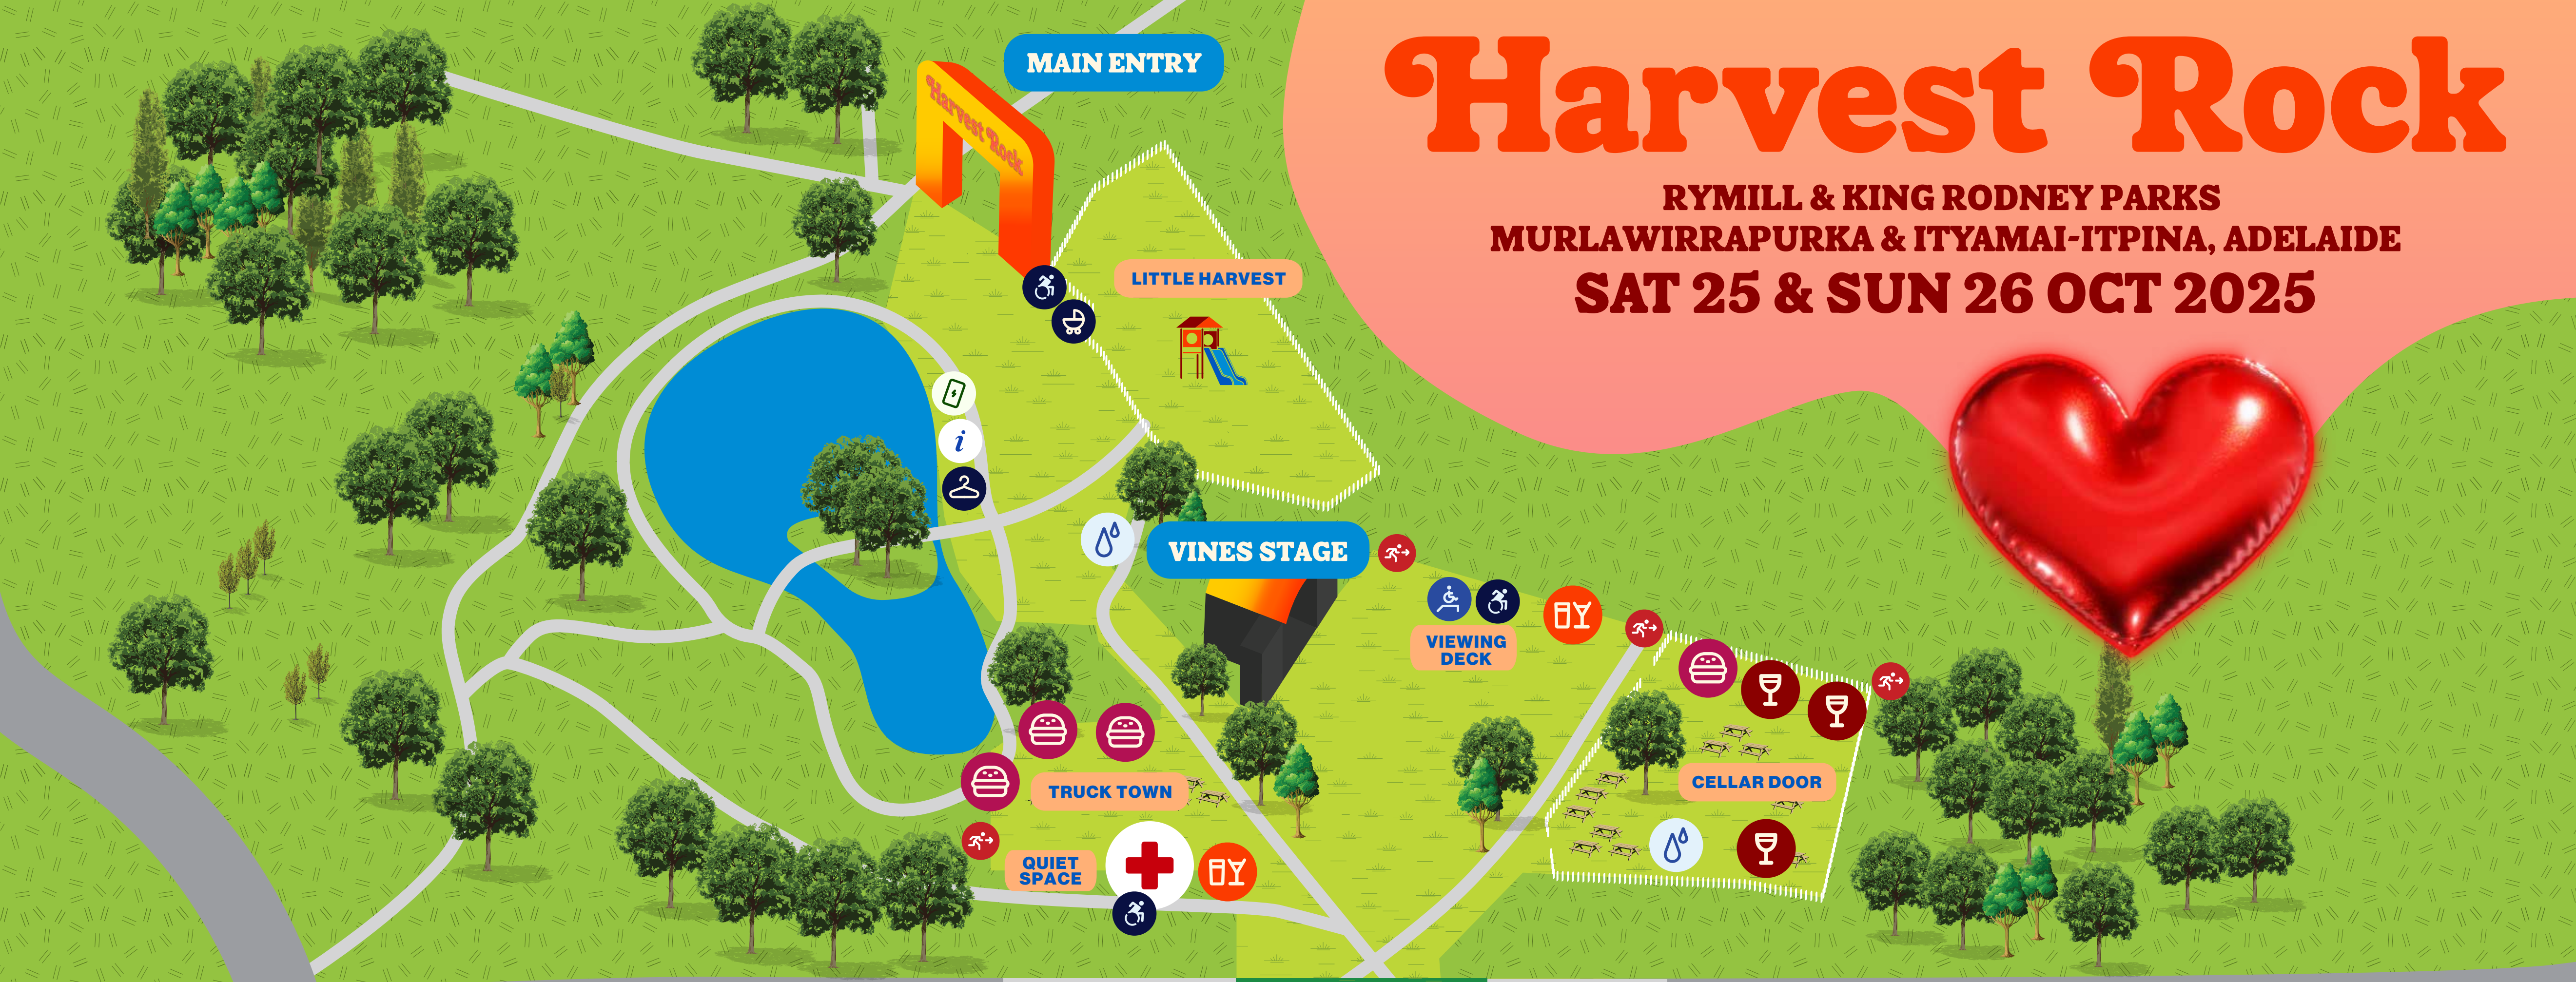 Harvest Rock
RYMILL & KING RODNEY PARKS
MURLAWIRRAPURKA & ITYAMAI-ITPINA, ADELAIDE
SAT 25 & SUN 26 OCT 2025
MAIN ENTRY
Harvest Rock
LITTLE HARVEST
i
VINES STAGE
VIEWING
DECK
TRUCK TOWN
CELLAR DOOR
QUIET
SPACE